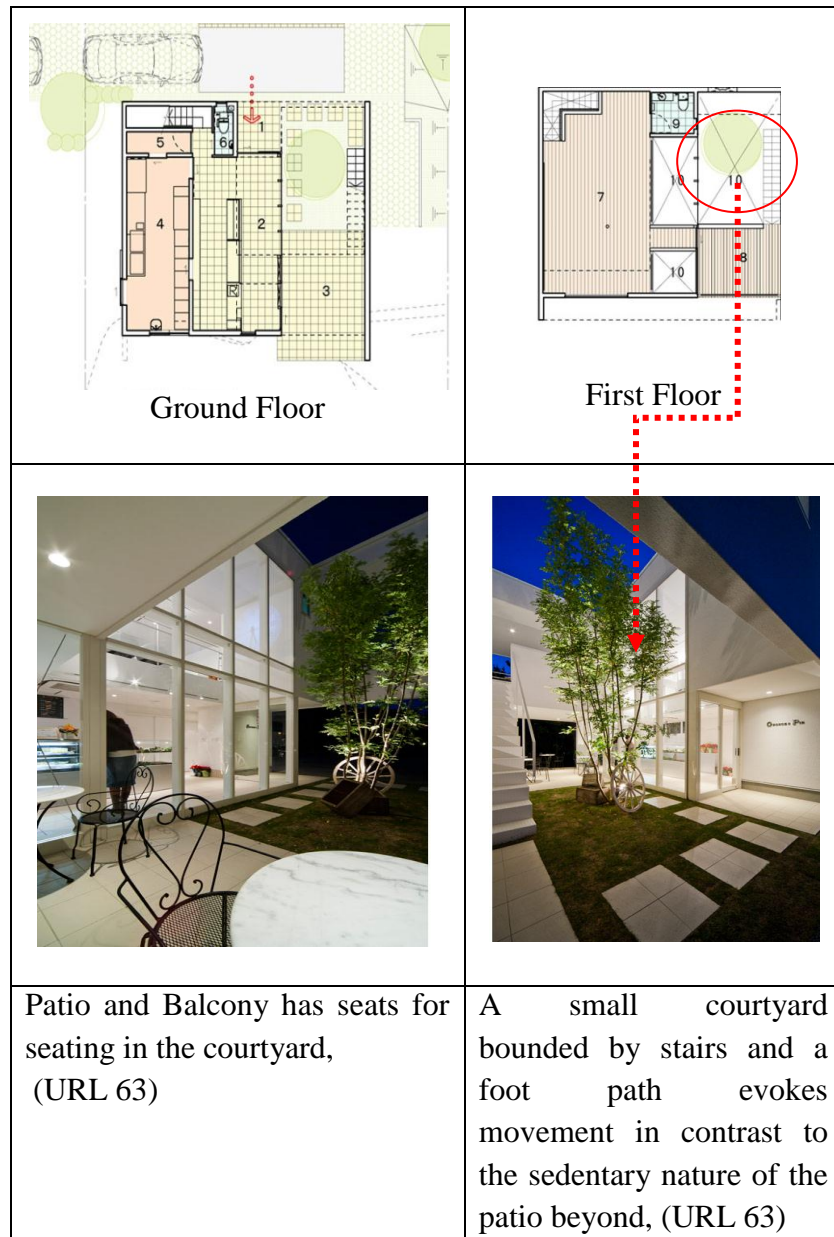 1
5
6
4
2
3
Ground Floor
9
7
10
10
8
10
First Floor
Patio and Balcony has seats for
seating in the courtyard,
(URL 63)
A small courtyard
bounded by stairs and a
foot path evokes
movement in contrast to
the sedentary nature of the
patio beyond, (URL 63)